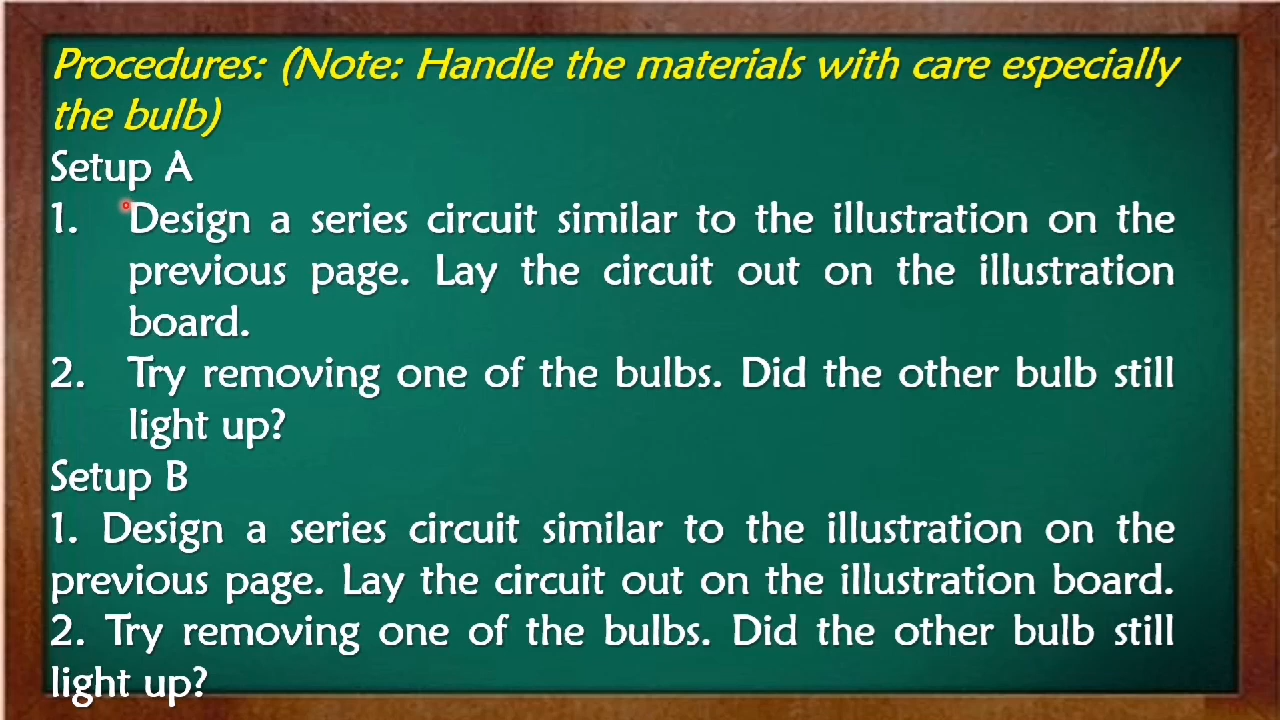 Procedures: (Note: Handle the materials with care especially
the bulb)
Setup A
1. Design a series circuit similar to the illustration on the
previous page. Lay the circuit out on the illustration
board.
2. Try removing one of the bulbs. Did the other bulb still
light up?
Setup B
1. Design a series circuit similar to the illustration on the
previous page. Lay the circuit out on the illustration board.
2. Try removing one of the bulbs. Did the other bulb still
light up?